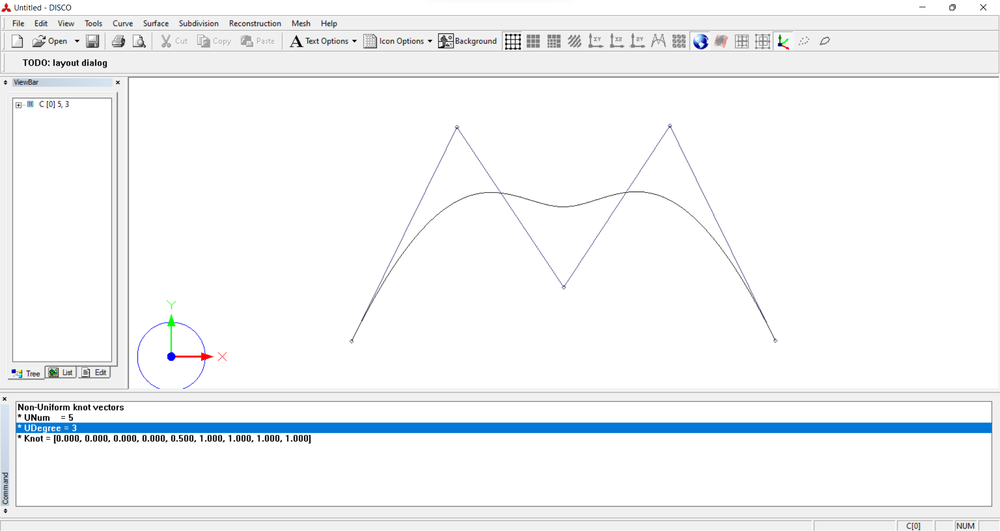 Untitled - DISCO
File Edit View Tools Curve Surface Subdivision Reconstruction Mesh Help
Open Cut Copy Paste A Text Options Icon Options Background XY XZ ZY
TODO: layout dialog
ViewBar
C [0] 5, 3
Y
X
Tree List Edit
Non-Uniform knot vectors
* UNum = 5
* UDegree = 3
* Knot = [0.000, 0.000, 0.000, 0.000, 0.500, 1.000, 1.000, 1.000, 1.000]
Command
C[0] NUM